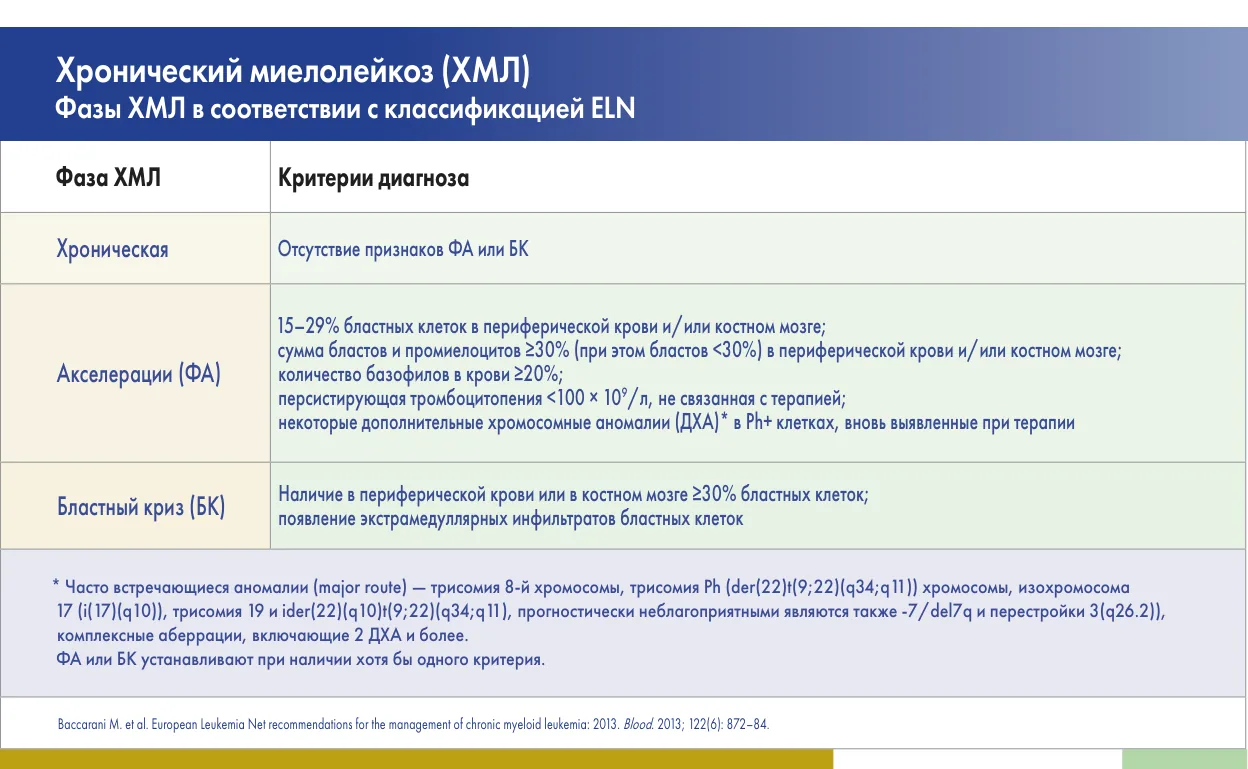 Хронический миелолейкоз (ХМЛ)
Фазы ХМЛ в соответствии с классификацией ELN
Фаза ХМЛ
Критерии диагноза
Хроническая
Отсутствие признаков ФА или БК
Акселерации (ФА)
15–29% бластных клеток в периферической крови и/или костном мозге;
сумма бластов и промиелоцитов ≥30% (при этом бластов <30%) в периферической крови и/или костном мозге;
количество базофилов в крови ≥20%;
персистирующая тромбоцитопения <100 × 10⁹/л, не связанная с терапией;
некоторые дополнительные хромосомные аномалии (ДХА)* в Ph+ клетках, вновь выявленные при терапии
Бластный криз (БК)
Наличие в периферической крови или в костном мозге ≥30% бластных клеток;
появление экстрамедуллярных инфильтратов бластных клеток
* Часто встречающиеся аномалии (major route) — трисомия 8-й хромосомы, трисомия Ph (der(22)t(9;22)(q34;q11)) хромосомы, изохромосома
17 (i(17)(q10)), трисомия 19 и ider(22)(q10)t(9;22)(q34;q11), прогностически неблагоприятными являются также -7/del7q и перестройки 3(q26.2)),
комплексные аберрации, включающие 2 ДХА и более.
ФА или БК устанавливают при наличии хотя бы одного критерия.
Baccarani M. et al. European Leukemia Net recommendations for the management of chronic myeloid leukemia: 2013. Blood. 2013; 122(6): 872–84.